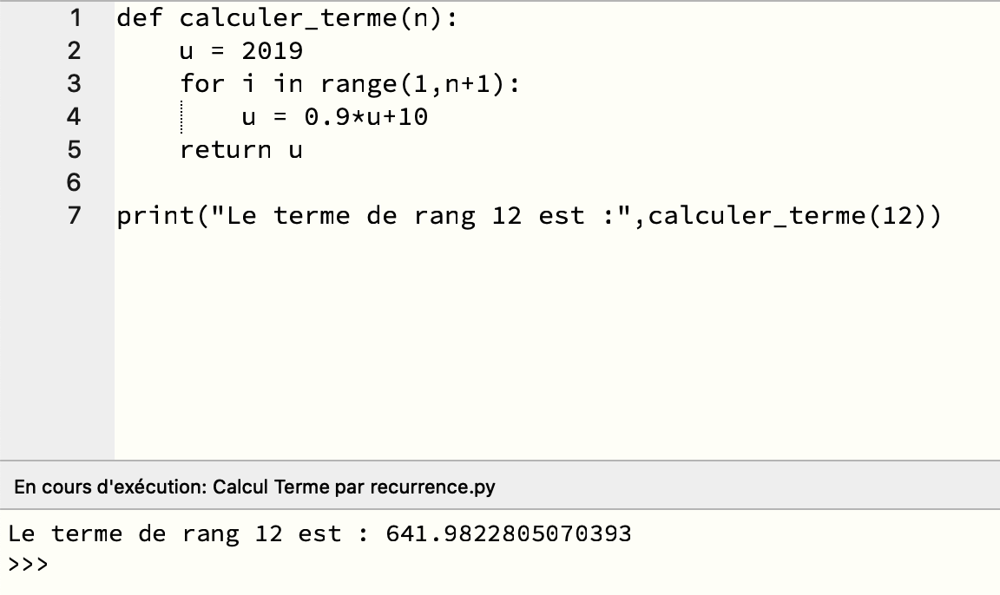 1 def calculer_terme(n):
2     u = 2019
3     for i in range(1,n+1):
4         u = 0.9*u+10
5     return u
6
7 print("Le terme de rang 12 est :",calculer_terme(12))
En cours d'exécution: Calcul Terme par recurrence.py
Le terme de rang 12 est : 641.9822805070393
>>>